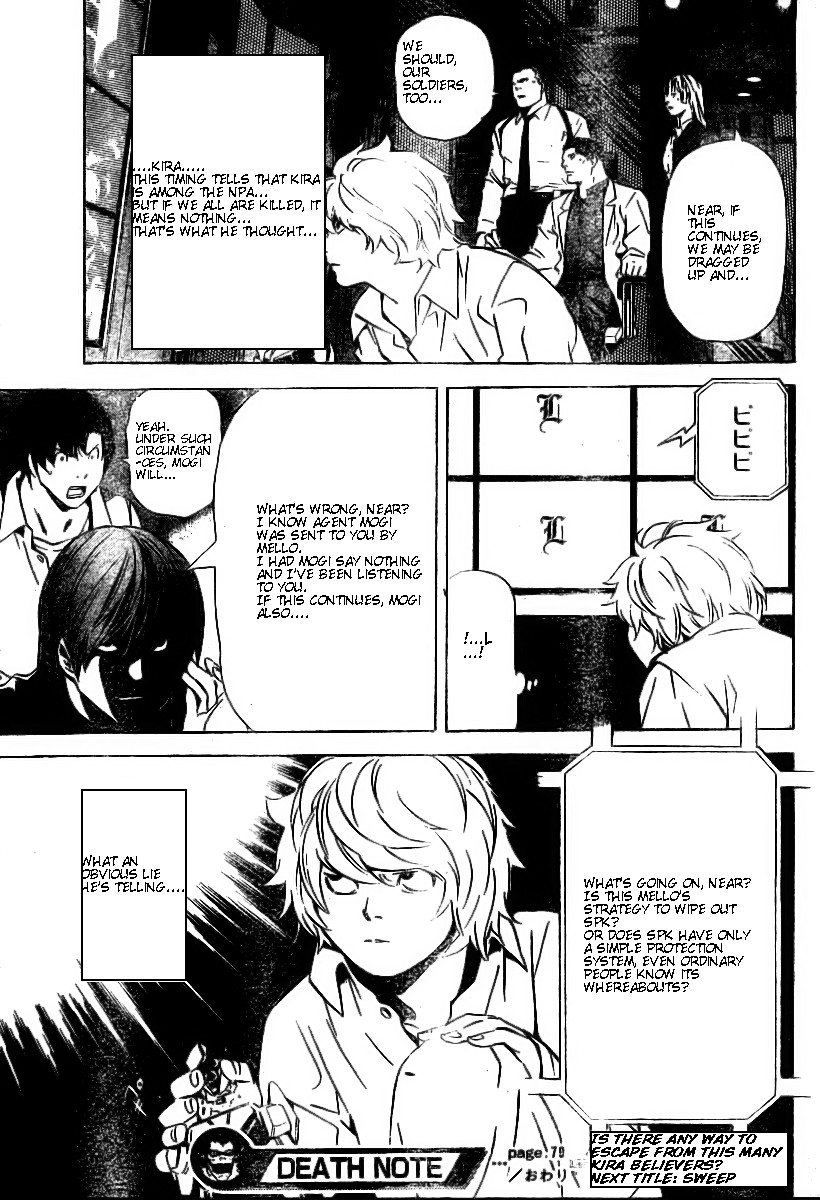 NEAR, IF
THIS
CONTINUES,
WE MAY BE
DRAGGED
UP AND...
WE
SHOULD,
OUR
SOLDIERS,
TOO...
....KIRA.....
THIS TIMING TELLS THAT KIRA
IS AMONG THE NPA...
BUT IF WE ALL ARE KILLED, IT
MEANS NOTHING...
THAT'S WHAT HE THOUGHT...
ピピピ
L
L
L
!...L
...!
WHAT'S WRONG, NEAR?
I KNOW AGENT MOGI
WAS SENT TO YOU BY
MELLO.
I HAD MOGI SAY NOTHING
AND I'VE BEEN LISTENING
TO YOU.
IF THIS CONTINUES, MOGI
ALSO....
YEAH.
UNDER SUCH
CIRCUMSTAN
-CES, MOGI
WILL...
WHAT'S GOING ON, NEAR?
IS THIS MELLO'S
STRATEGY TO WIPE OUT
SPK?
OR DOES SPK HAVE ONLY
A SIMPLE PROTECTION
SYSTEM, EVEN ORDINARY
PEOPLE KNOW ITS
WHEREABOUTS?
WHAT AN
OBVIOUS LIE
HE'S TELLING....
DEATH NOTE
page.70
...／おわり
IS THERE ANY WAY TO
ESCAPE FROM THIS MANY
KIRA BELIEVERS?
NEXT TITLE: SWEEP